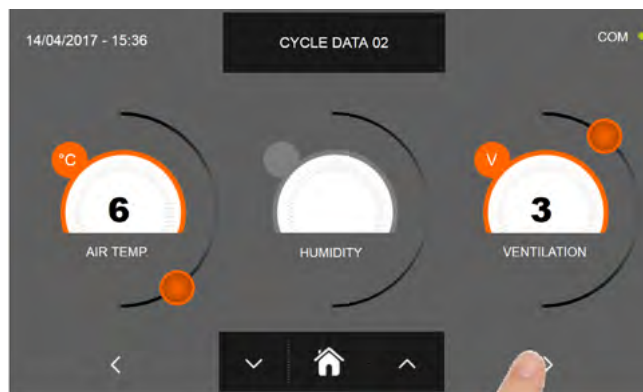 14/04/2017 - 15:36
CYCLE DATA 02
COM
°C
V
6
3
AIR TEMP.
HUMIDITY
VENTILATION